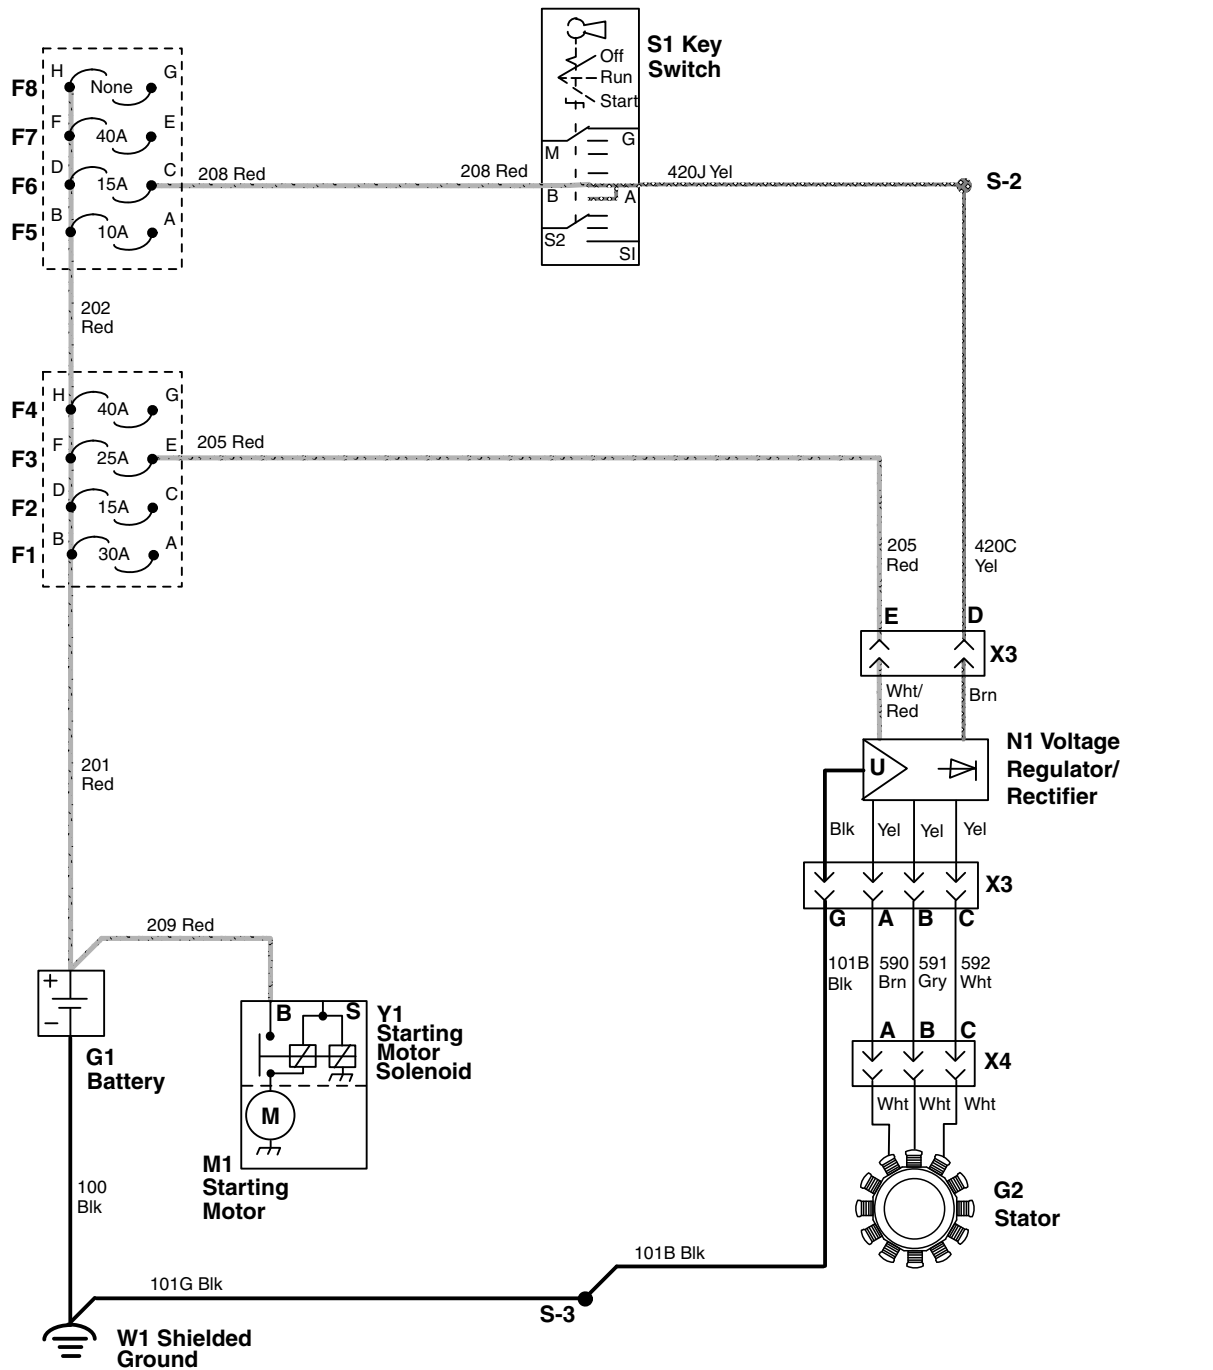 S1 Key
Switch
Off
Run
Start
M
G
B
A
S2
SI
F8
H
None
G
F7
F
40A
E
F6
D
15A
C
F5
B
10A
A
208 Red
208 Red
420J Yel
S-2
202
Red
F4
H
40A
G
F3
F
25A
E
F2
D
15A
C
F1
B
30A
A
205 Red
205
Red
420C
Yel
E
D
X3
Wht/
Red
Brn
N1 Voltage
Regulator/
Rectifier
U
201
Red
Blk
Yel
Yel
Yel
X3
G
A
B
C
209 Red
101B
Blk
590
Brn
591
Gry
592
Wht
+
−
G1
Battery
B
S
Y1
Starting
Motor
Solenoid
M
M1
Starting
Motor
A
B
C
X4
Wht
Wht
Wht
G2
Stator
100
Blk
101B Blk
101G Blk
S-3
W1 Shielded
Ground